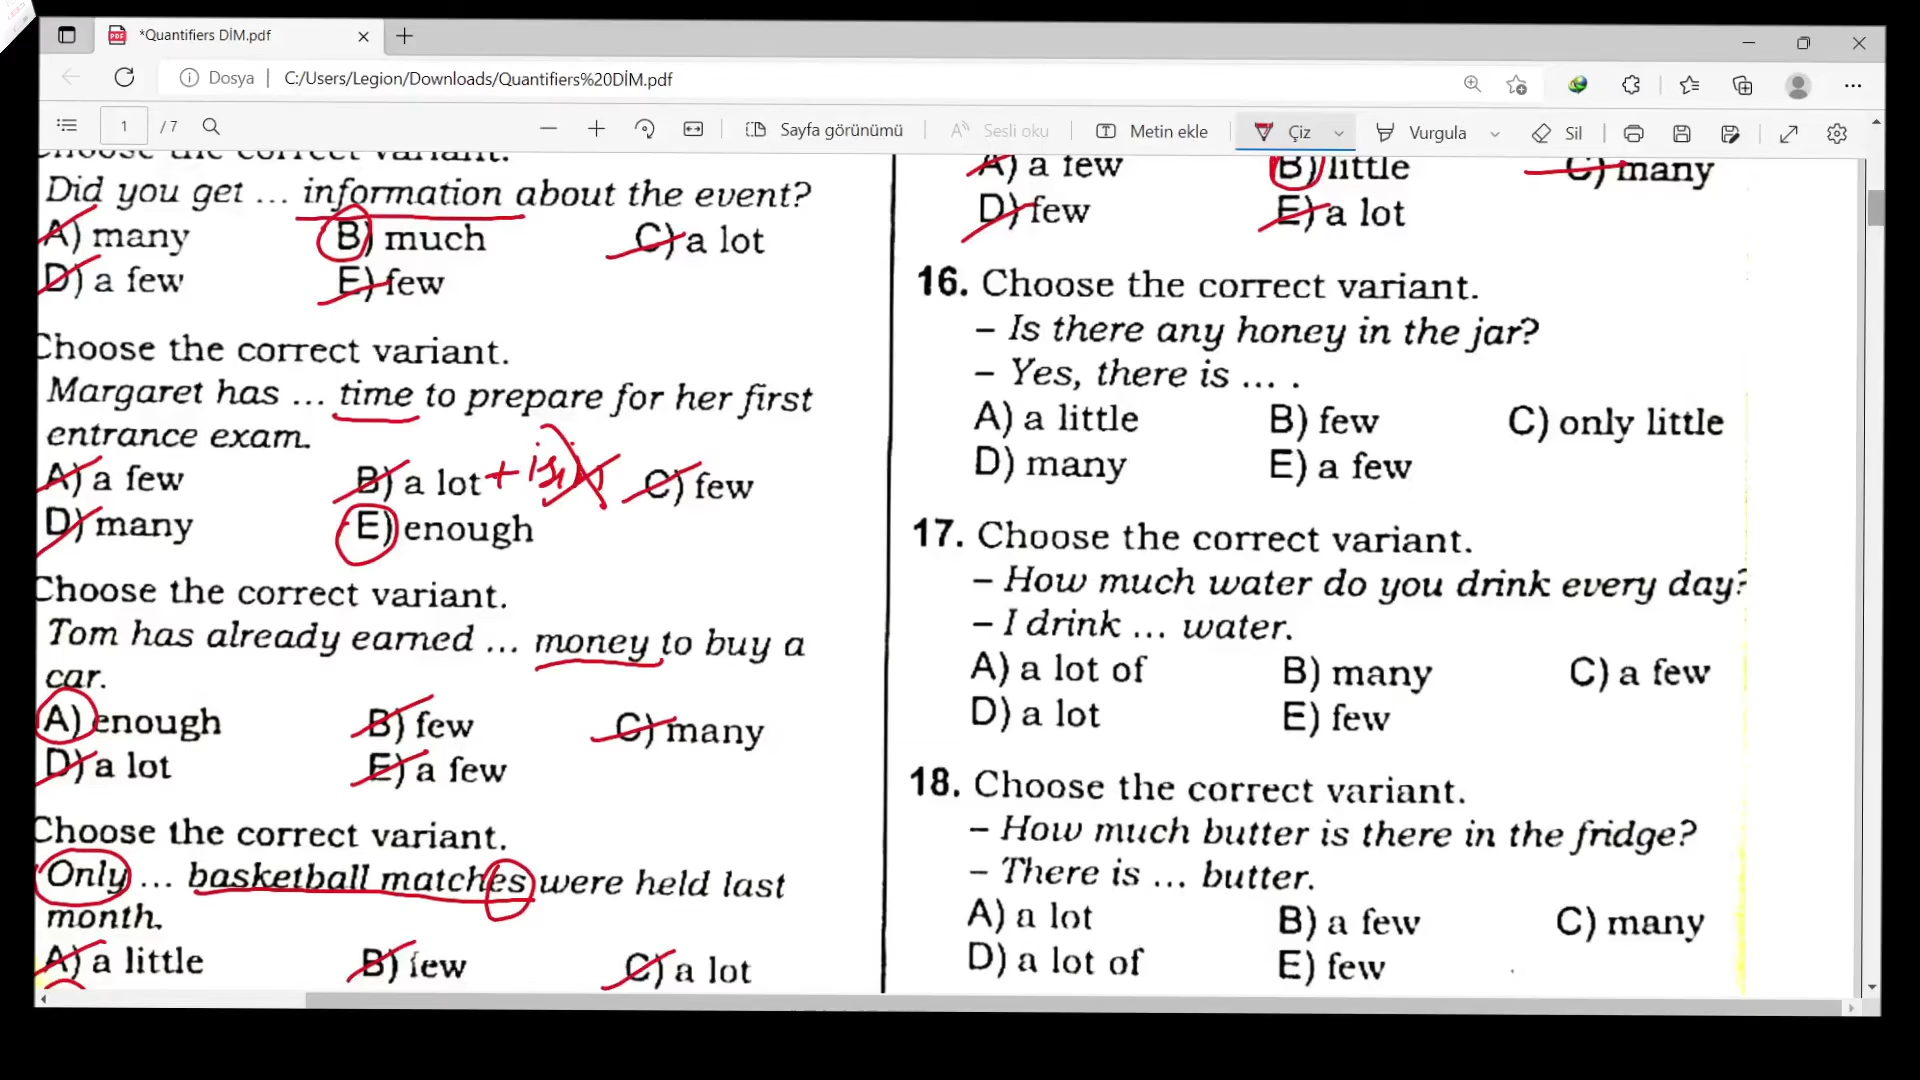 *Quantifiers DİM.pdf
Dosya
C:/Users/Legion/Downloads/Quantifiers%20DİM.pdf
1 /7
Sayfa görünümü
Sesli oku
Metin ekle
Çiz
Vurgula
Sil
Choose the correct variant.
Did you get ... information about the event?
A) many B) much C) a lot
D) a few E) few
Choose the correct variant.
Margaret has ... time to prepare for her first
entrance exam.
A) a few B) a lot + isim C) few
D) many E) enough
Choose the correct variant.
Tom has already earned ... money to buy a
car.
A) enough B) few C) many
D) a lot E) a few
Choose the correct variant.
Only ... basketball matches were held last
month.
A) a little B) few C) a lot
A) a few B) little C) many
D) few E) a lot
16. Choose the correct variant.
– Is there any honey in the jar?
– Yes, there is ... .
A) a little B) few C) only little
D) many E) a few
17. Choose the correct variant.
– How much water do you drink every day?
– I drink ... water.
A) a lot of B) many C) a few
D) a lot E) few
18. Choose the correct variant.
– How much butter is there in the fridge?
– There is ... butter.
A) a lot B) a few C) many
D) a lot of E) few